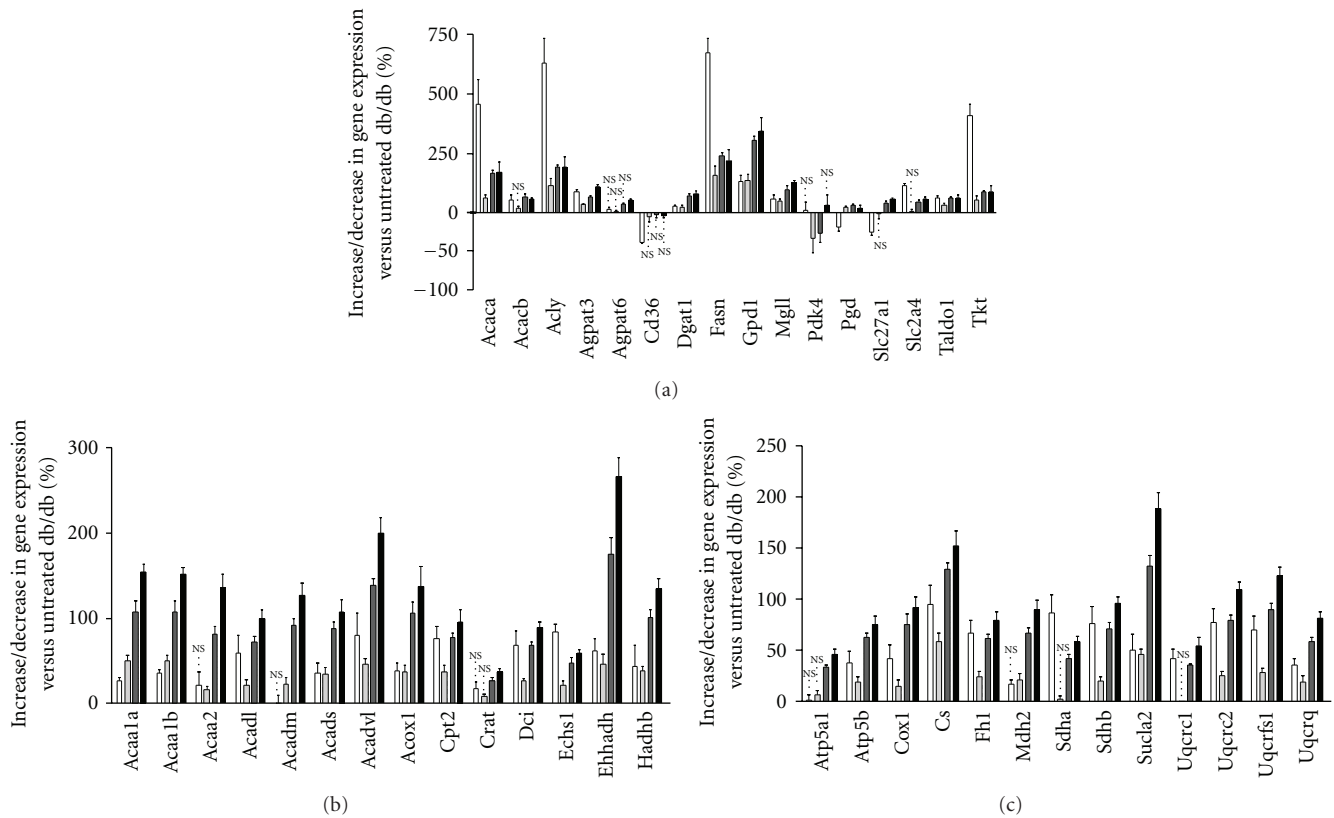 Increase/decrease in gene expression
versus untreated db/db (%)
750
500
250
0
−50
−100
NS
NS
NS
NS
NS
NS
NS
NS
NS
NS
NS
Acaca
Acacb
Acly
Agpat3
Agpat6
Cd36
Dgat1
Fasn
Gpd1
Mgll
Pdk4
Pgd
Slc27a1
Slc2a4
Taldo1
Tkt
(a)
Increase/decrease in gene expression
versus untreated db/db (%)
300
200
100
0
NS
NS
NS
NS
Acaa1a
Acaa1b
Acaa2
Acadl
Acadm
Acads
Acadvl
Acox1
Cpt2
Crat
Dci
Echs1
Ehhadh
Hadhb
(b)
Increase/decrease in gene expression
versus untreated db/db (%)
250
200
150
100
50
0
NS
NS
NS
NS
NS
Atp5a1
Atp5b
Cox1
Cs
Fh1
Mdh2
Sdha
Sdhb
Sucla2
Uqcrc1
Uqcrc2
Uqcrfs1
Uqcrq
(c)